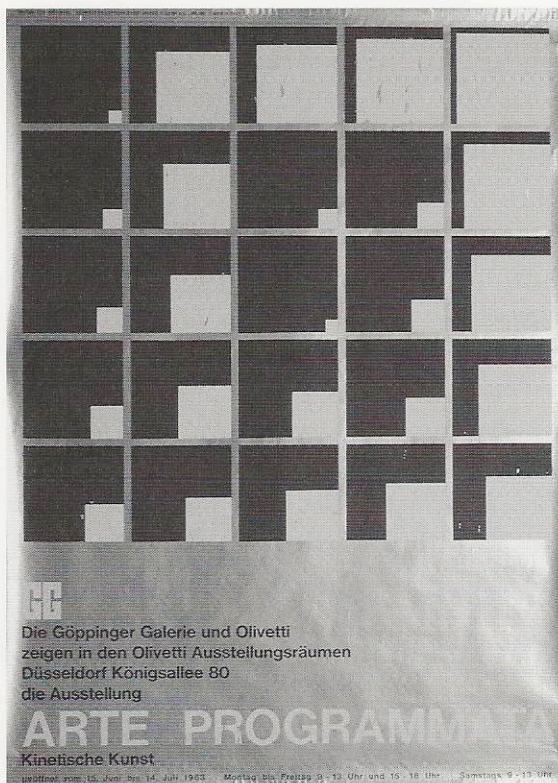 GG
Die Göppinger Galerie und Olivetti
zeigen in den Olivetti Ausstellungsräumen
Düsseldorf Königsallee 80
die Ausstellung
ARTE PROGRAMMATA
Kinetische Kunst
geöffnet vom 15. Juni bis 14. Juli 1963 Montag bis Freitag 9 - 13 Uhr und 15 - 18 Uhr Samstags 9 - 13 Uhr